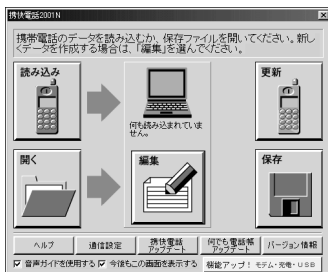 携快電話2001N
携帯電話のデータを読み込むか、保存ファイルを開いてください。新し
くデータを作成する場合は、「編集」を選んでください。
読み込み
更新
何も読み込まれていま
せん。
開く
編集
保存
ヘルプ
通信設定
携快電話
アップデート
何でも電話帳
アップデート
バージョン情報
音声ガイドを使用する
今後もこの画面を表示する
機能アップ！ モデム・充電・USB